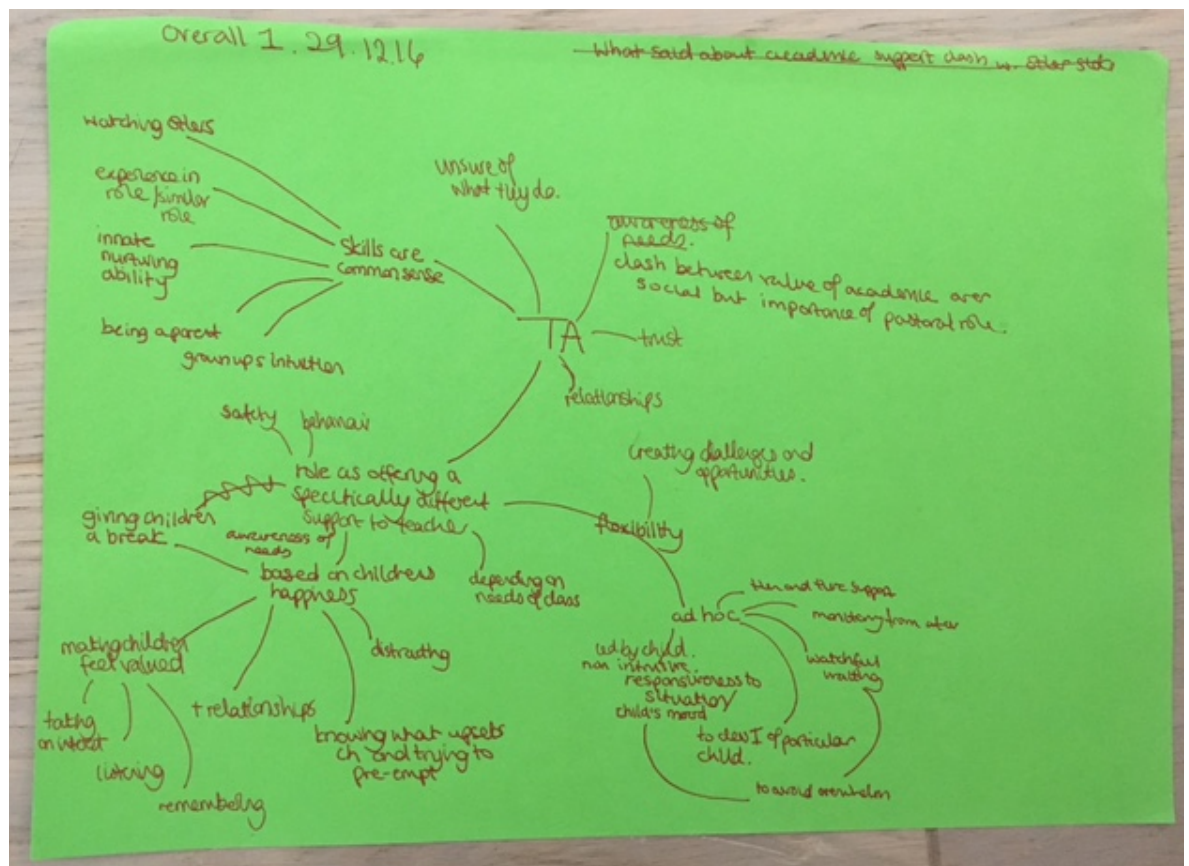 Overall 1. 29.12.16
What said about academic support clash w. other
watching others
experience in
role/similar
role
innate
nurturing
ability
being a parent
grownups intuition
skills are
common sense
unsure of
what they do.
awareness of
needs.
clash between value of academic over
social but importance of pastoral role.
TA
trust
relationships
safety
behaviour
role as offering a
specifically different
support to teacher
giving children
a break
awareness of
needs
based on childrens
happiness
depending on
needs of class
making children
feel valued
distracting
taking
an interest
listening
remembering
+ relationships
knowing what upsets
ch and trying to
pre-empt
creating challenges and
opportunities.
flexibility
ad hoc
support
monitoring from afar
watchful
waiting
led by child.
non intrusive.
responsiveness to
situation/
child's mood
to dev I of particular
child.
to avoid overwhelm